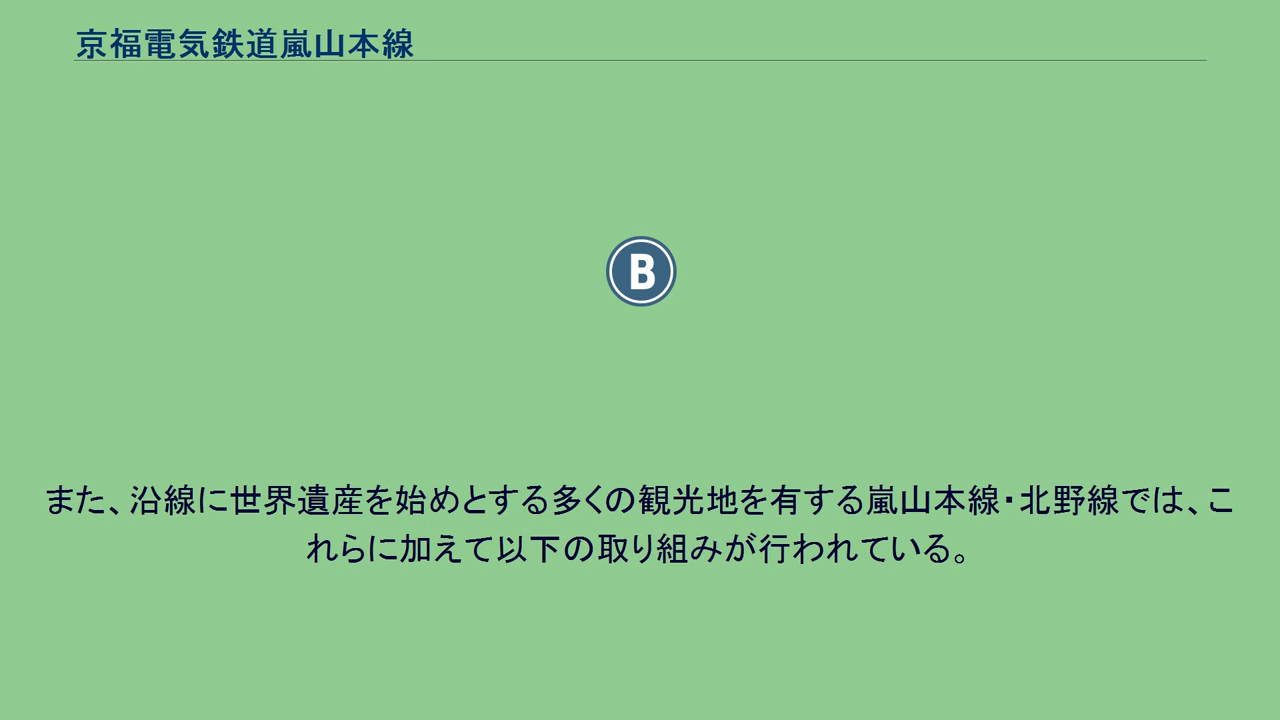 京福電気鉄道嵐山本線
B
また、沿線に世界遺産を始めとする多くの観光地を有する嵐山本線・北野線では、こ
れらに加えて以下の取り組みが行われている。